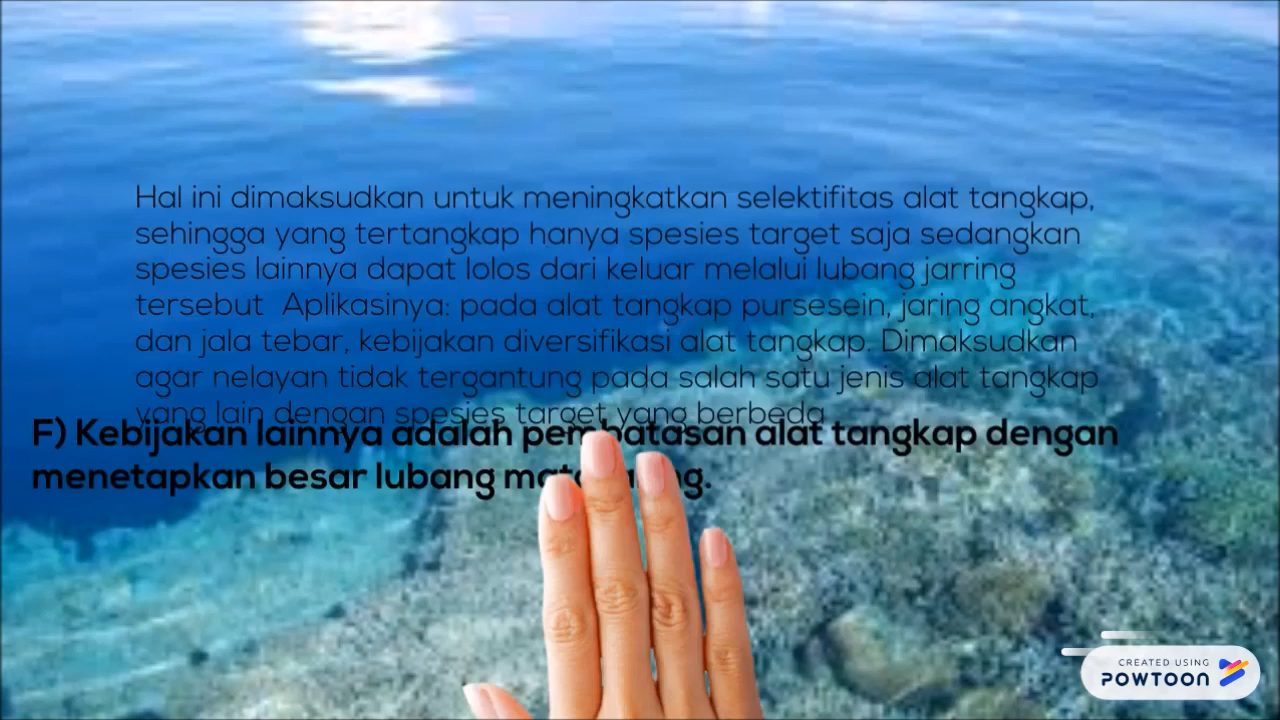 Hal ini dimaksudkan untuk meningkatkan selektifitas alat tangkap,
sehingga yang tertangkap hanya spesies target saja sedangkan
spesies lainnya dapat lolos dari keluar melalui lubang jarring
tersebut  Aplikasinya: pada alat tangkap pursesein, jaring angkat,
dan jala tebar, kebijakan diversifikasi alat tangkap. Dimaksudkan
agar nelayan tidak tergantung pada salah satu jenis alat tangkap
yang lain dengan spesies target yang berbeda
F) Kebijakan lainnya adalah pembatasan alat tangkap dengan
menetapkan besar lubang
CREATED USING
POWTOON